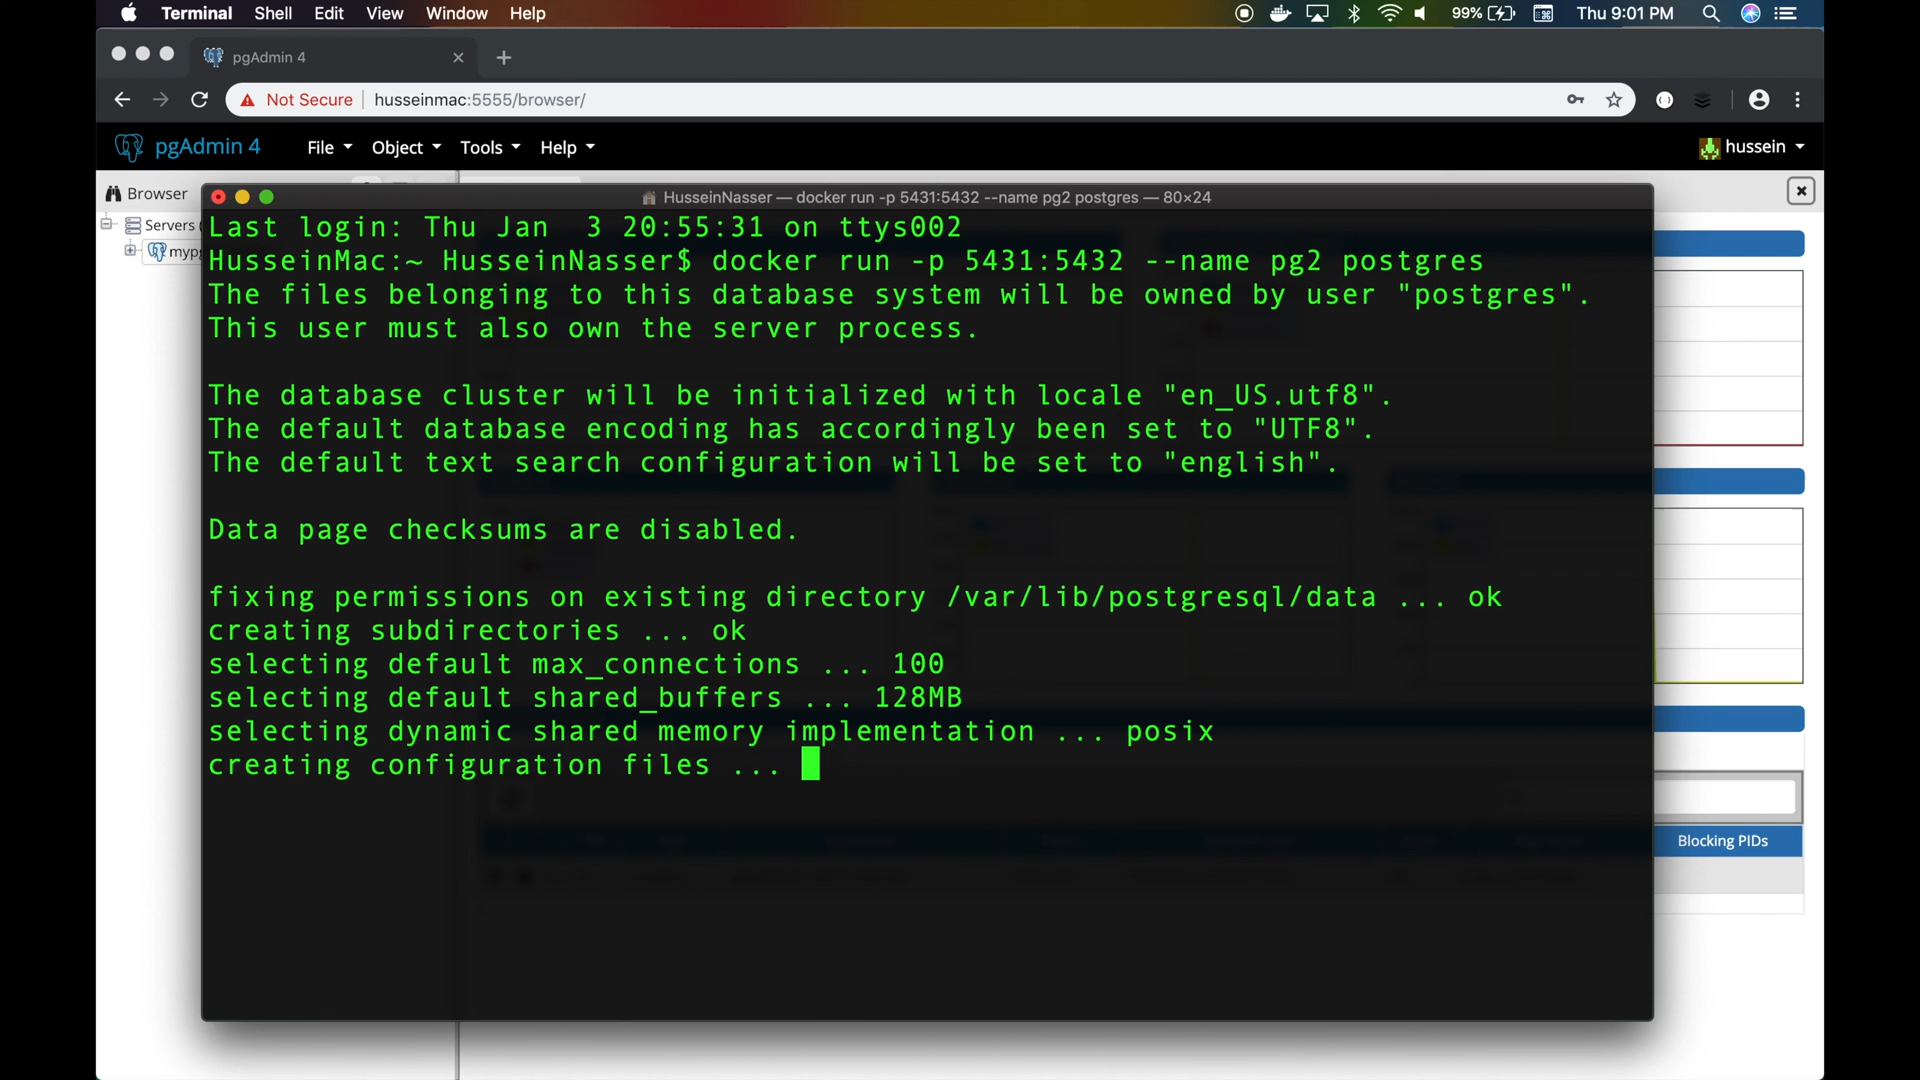 Terminal Shell Edit View Window Help 99% Thu 9:01 PM
pgAdmin 4
Not Secure husseinmac:5555/browser/
pgAdmin 4 File Object Tools Help hussein
Browser
HusseinNasser — docker run -p 5431:5432 --name pg2 postgres — 80×24
Servers (
mypg
Last login: Thu Jan  3 20:55:31 on ttys002
HusseinMac:~ HusseinNasser$ docker run -p 5431:5432 --name pg2 postgres
The files belonging to this database system will be owned by user "postgres".
This user must also own the server process.
The database cluster will be initialized with locale "en_US.utf8".
The default database encoding has accordingly been set to "UTF8".
The default text search configuration will be set to "english".
Data page checksums are disabled.
fixing permissions on existing directory /var/lib/postgresql/data ... ok
creating subdirectories ... ok
selecting default max_connections ... 100
selecting default shared_buffers ... 128MB
selecting dynamic shared memory implementation ... posix
creating configuration files ...
Blocking PIDs